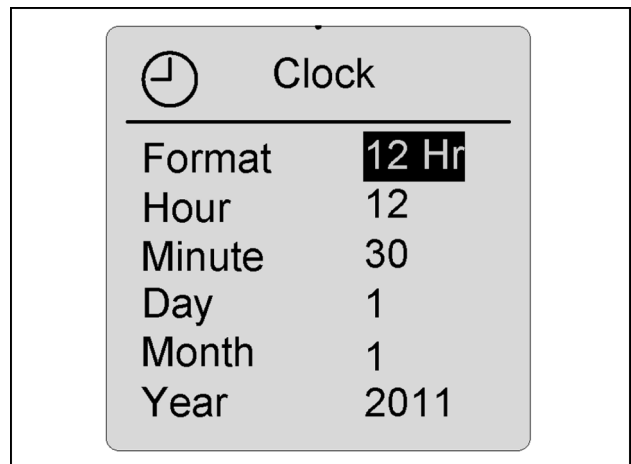 Clock
Format 12 Hr
Hour 12
Minute 30
Day 1
Month 1
Year 2011